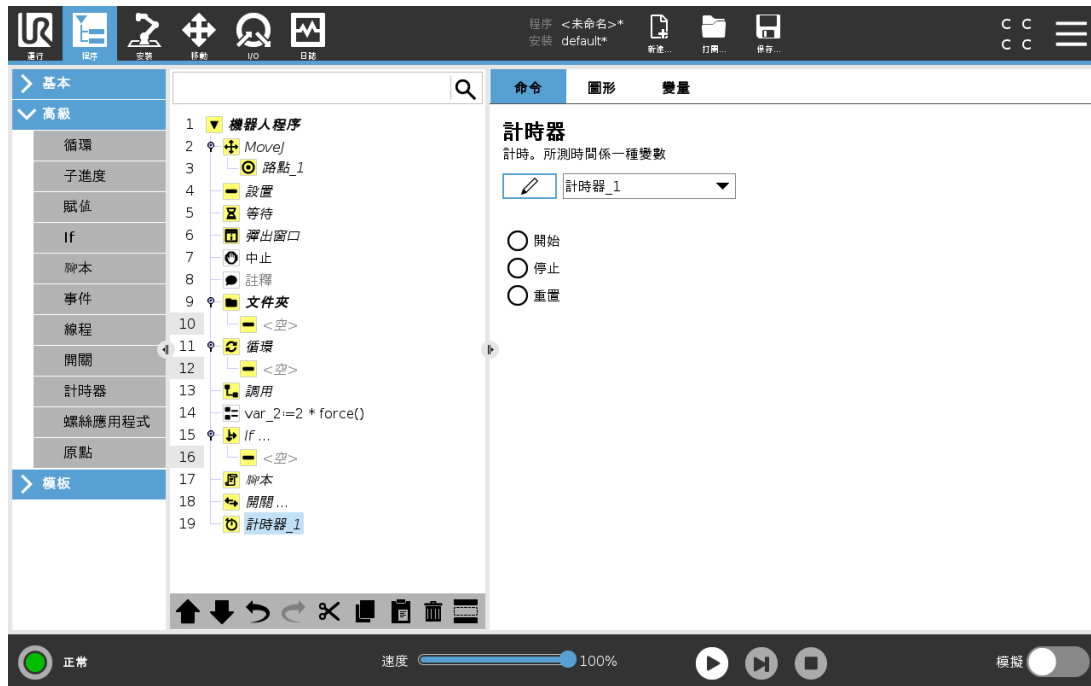 程序 <未命名>*
安裝 default*
C C
C C
運行
程序
安裝
移動
I/O
日誌
新建...
打開...
保存...
基本
高級
循環
子進度
賦值
If
腳本
事件
線程
開關
計時器
螺絲應用程式
原點
模板
1 機器人程序
2 MoveJ
3 路點_1
4 設置
5 等待
6 彈出窗口
7 中止
8 註釋
9 文件夾
10 <空>
11 循環
12 <空>
13 調用
14 var_2≔2 * force()
15 If ...
16 <空>
17 腳本
18 開關 ...
19 計時器_1
命令
圖形
變量
計時器
計時。所測時間係一種變數
計時器_1
開始
停止
重置
正常
速度
100%
模擬